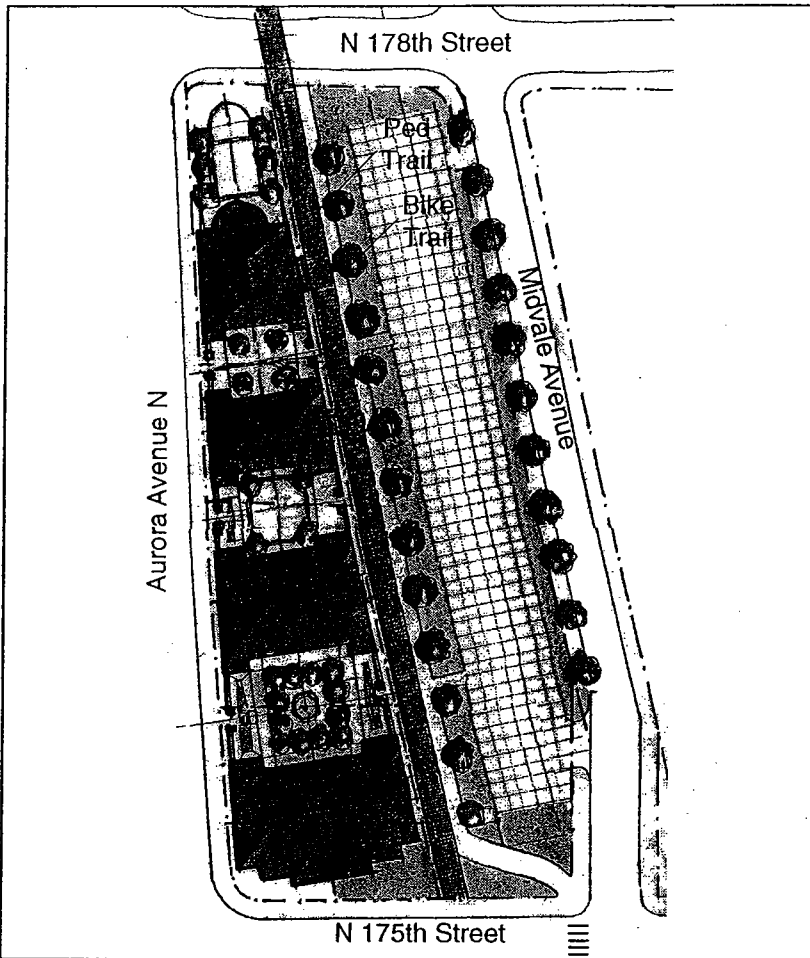 N 178th Street
Ped
Trail
Bike
Trail
Midvale Avenue
Aurora Avenue N
N 175th Street